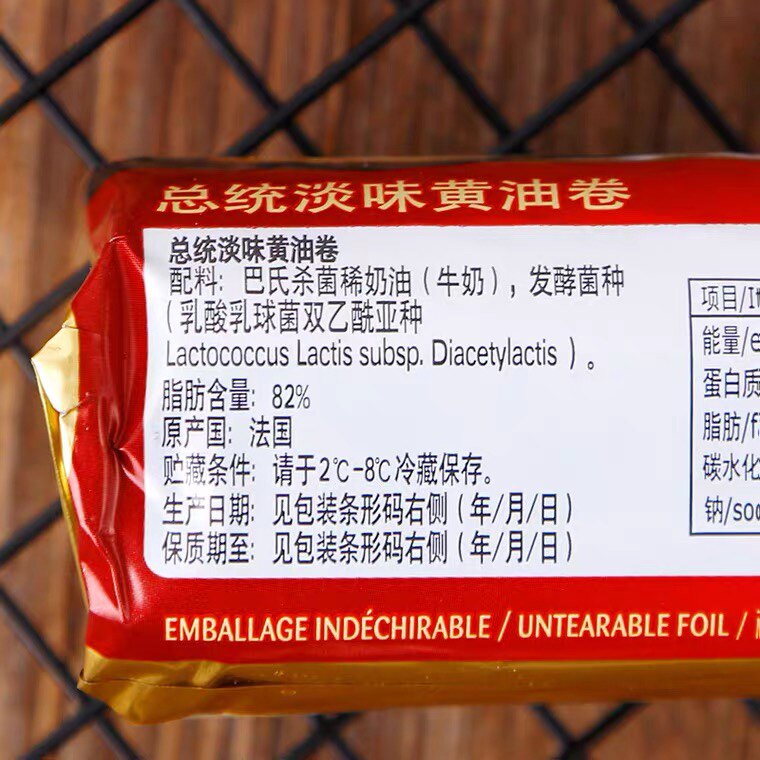 总统淡味黄油卷
总统淡味黄油卷
配料: 巴氏杀菌稀奶油(牛奶), 发酵菌种
(乳酸乳球菌双乙酰亚种
Lactococcus Lactis subsp. Diacetylactis )。
脂肪含量: 82%
原产国: 法国
贮藏条件: 请于2℃-8℃冷藏保存。
生产日期: 见包装条形码右侧(年/月/日)
保质期至: 见包装条形码右侧(年/月/日)
项目/It
能量/e
蛋白质
脂肪/f
碳水化
钠/so
EMBALLAGE INDÉCHIRABLE / UNTEARABLE FOIL /